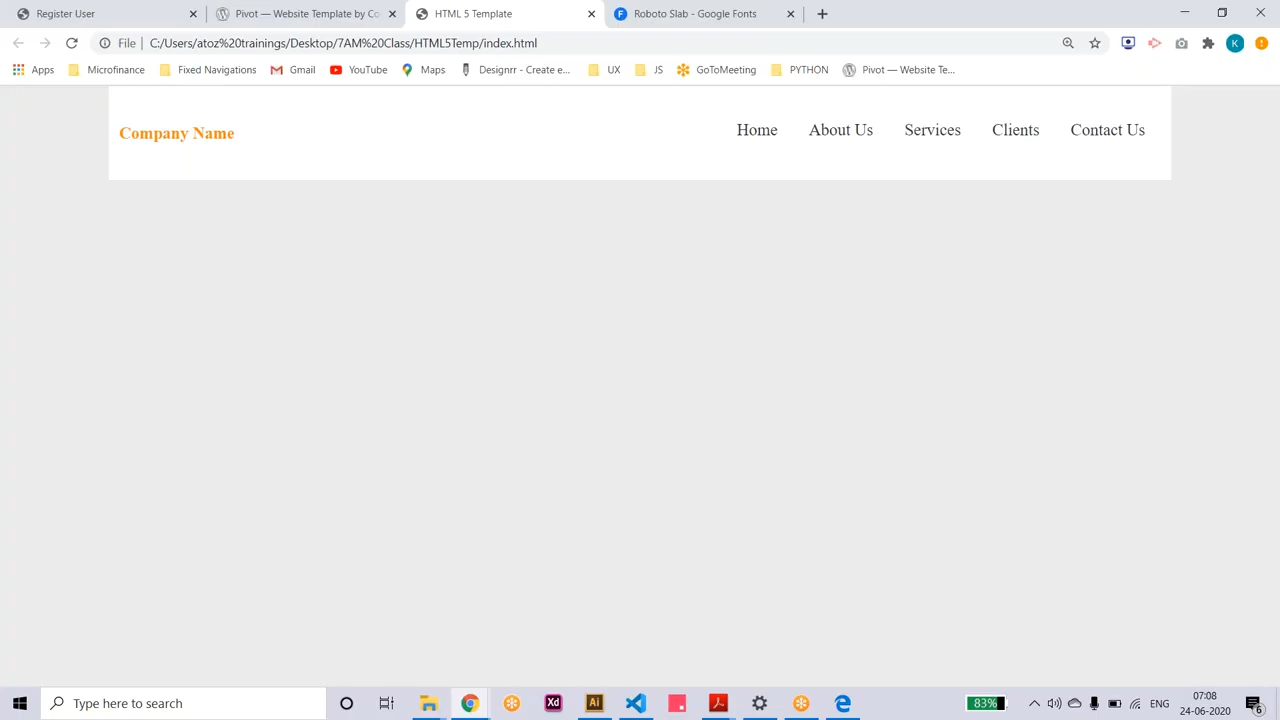 Register User
Pivot — Website Template by Co
HTML 5 Template
Roboto Slab - Google Fonts
File
C:/Users/atoz%20trainings/Desktop/7AM%20Class/HTML5Temp/index.html
K
Apps
Microfinance
Fixed Navigations
Gmail
YouTube
Maps
Designrr - Create e...
UX
JS
GoToMeeting
PYTHON
Pivot — Website Te...
Company Name
Home
About Us
Services
Clients
Contact Us
Type here to search
Xd
Ai
83%
ENG
07:08
24-06-2020
6